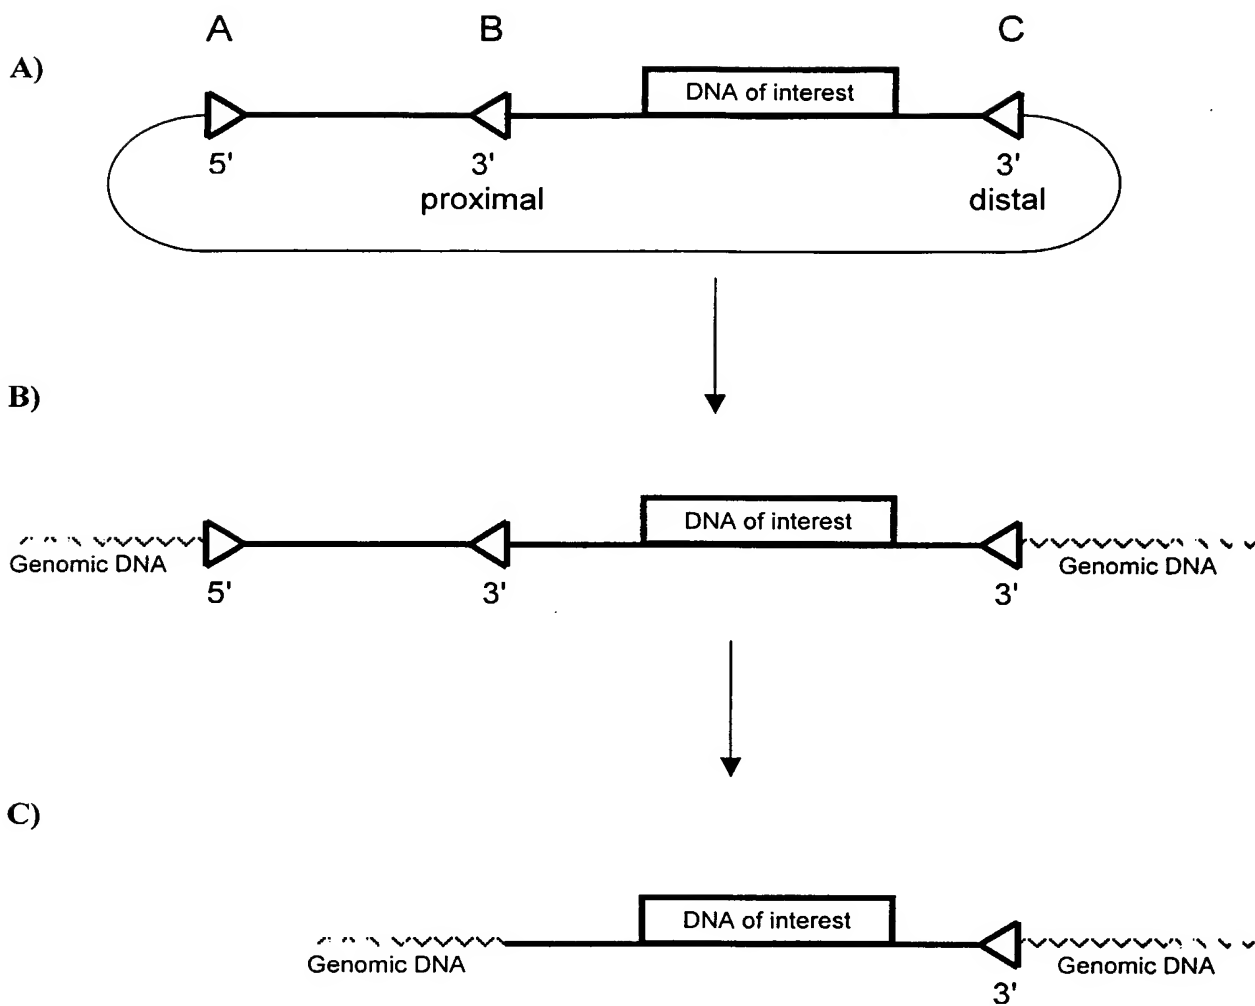 A B C
A)
DNA of interest
5' 3' 3'
proximal distal
B)
DNA of interest
Genomic DNA Genomic DNA
5' 3' 3'
C)
DNA of interest
Genomic DNA Genomic DNA
3'